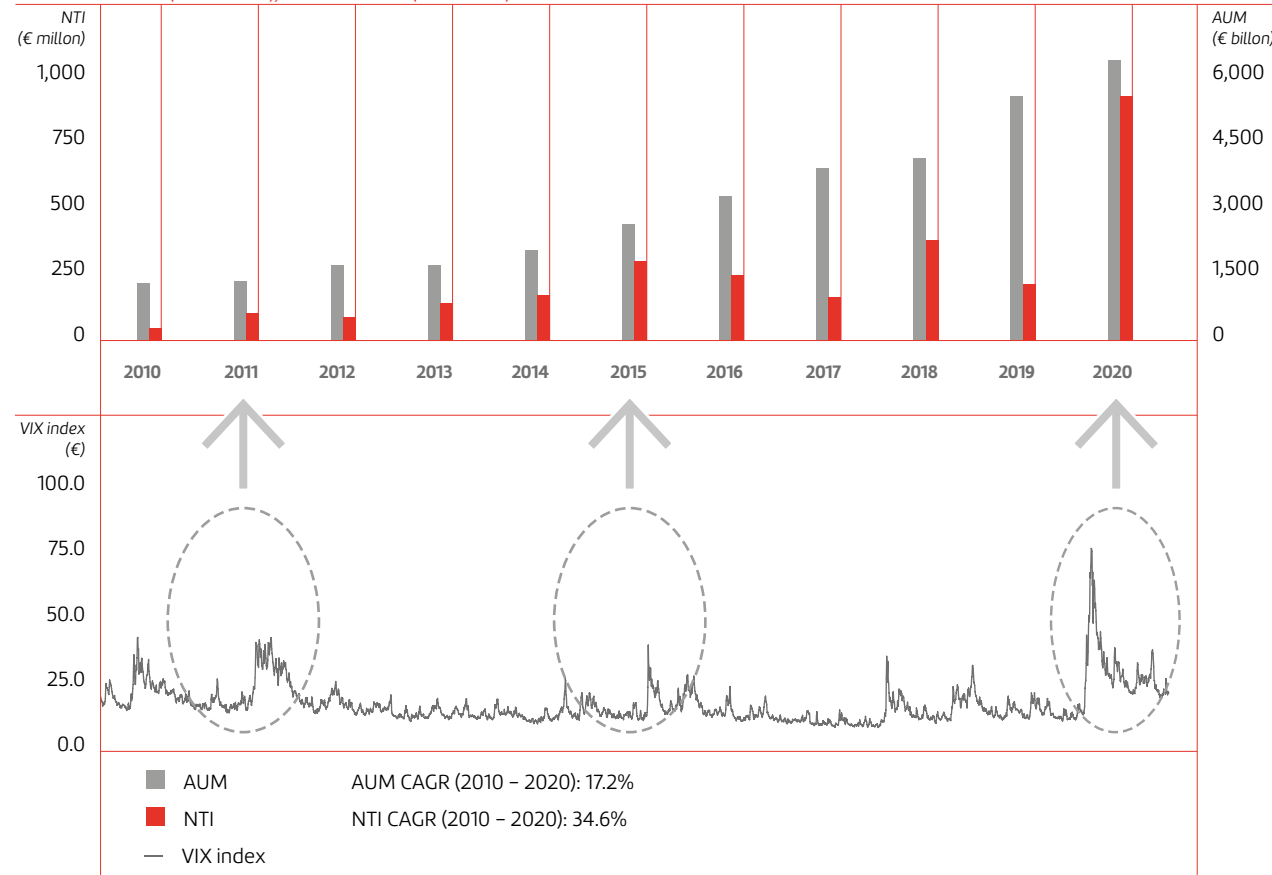 NTI
(€ millon)
AUM
(€ billon)
1,000
6,000
750
4,500
500
3,000
250
1,500
0
0
2010 2011 2012 2013 2014 2015 2016 2017 2018 2019 2020
VIX index
(€)
100.0
75.0
50.0
25.0
0.0
AUM AUM CAGR (2010 – 2020): 17.2%
NTI NTI CAGR (2010 – 2020): 34.6%
VIX index